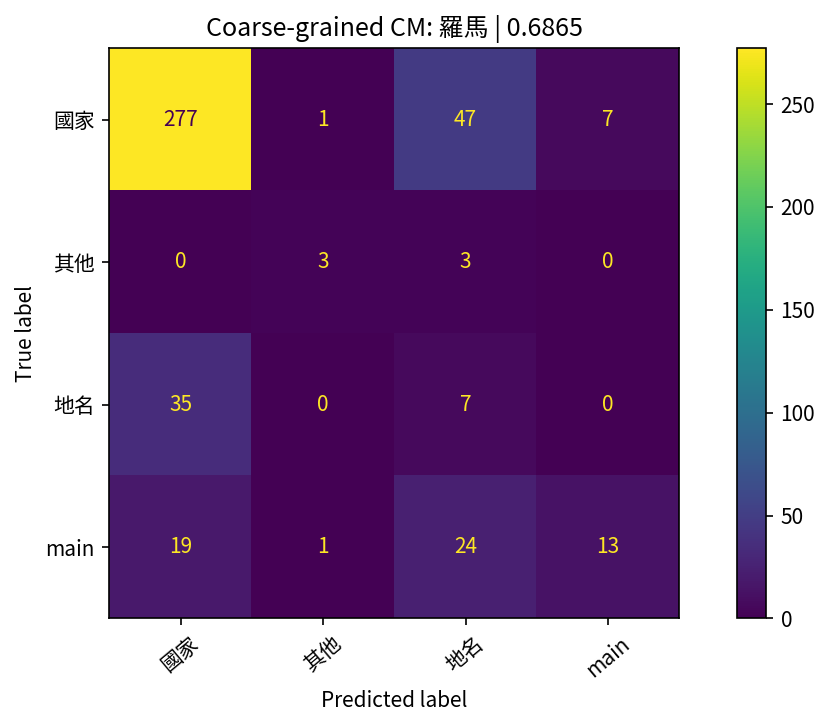 Coarse-grained CM: 羅馬 | 0.6865
True label
國家 277 1 47 7
其他 0 3 3 0
地名 35 0 7 0
main 19 1 24 13
國家 其他 地名 main
Predicted label
250
200
150
100
50
0